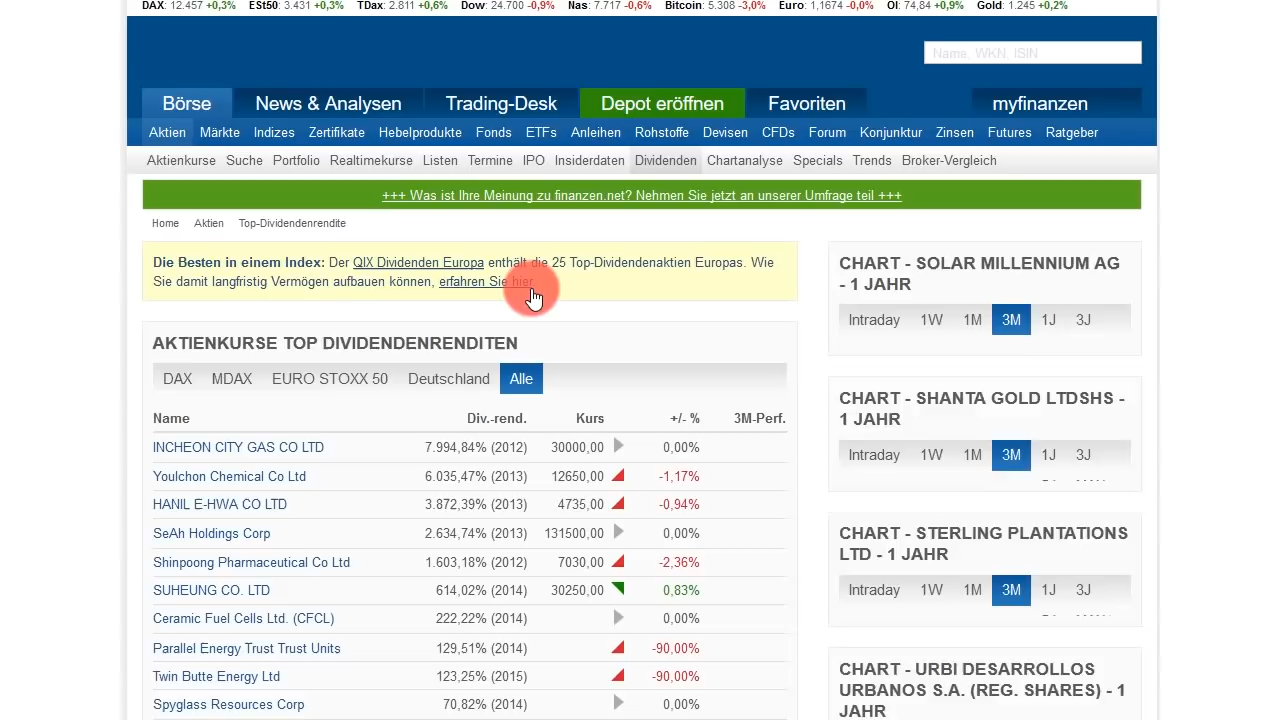 DAX: 12.457 +0,3% ESt50: 3.431 +0,3% TDax: 2.811 +0,6% Dow: 24.700 -0,9% Nas: 7.717 -0,6% Bitcoin: 5.308 -3,0% Euro: 1,1674 -0,0% Öl: 74,84 +0,9% Gold: 1.245 +0,2%
Name, WKN, ISIN
Börse News & Analysen Trading-Desk Depot eröffnen Favoriten myfinanzen
Aktien Märkte Indizes Zertifikate Hebelprodukte Fonds ETFs Anleihen Rohstoffe Devisen CFDs Forum Konjunktur Zinsen Futures Ratgeber
Aktienkurse Suche Portfolio Realtimekurse Listen Termine IPO Insiderdaten Dividenden Chartanalyse Specials Trends Broker-Vergleich
+++ Was ist Ihre Meinung zu finanzen.net? Nehmen Sie jetzt an unserer Umfrage teil +++
Home Aktien Top-Dividendenrendite
Die Besten in einem Index: Der QIX Dividenden Europa enthält die 25 Top-Dividendenaktien Europas. Wie
Sie damit langfristig Vermögen aufbauen können, erfahren Sie hier.
AKTIENKURSE TOP DIVIDENDENRENDITEN
DAX MDAX EURO STOXX 50 Deutschland Alle
Name Div.-rend. Kurs +/- % 3M-Perf.
INCHEON CITY GAS CO LTD 7.994,84% (2012) 30000,00 0,00%
Youlchon Chemical Co Ltd 6.035,47% (2013) 12650,00 -1,17%
HANIL E-HWA CO LTD 3.872,39% (2013) 4735,00 -0,94%
SeAh Holdings Corp 2.634,74% (2013) 131500,00 0,00%
Shinpoong Pharmaceutical Co Ltd 1.603,18% (2012) 7030,00 -2,36%
SUHEUNG CO. LTD 614,02% (2014) 30250,00 0,83%
Ceramic Fuel Cells Ltd. (CFCL) 222,22% (2014) 0,00%
Parallel Energy Trust Trust Units 129,51% (2014) -90,00%
Twin Butte Energy Ltd 123,25% (2015) -90,00%
Spyglass Resources Corp 70,82% (2014) 0,00%
CHART - SOLAR MILLENNIUM AG
- 1 JAHR
Intraday 1W 1M 3M 1J 3J
CHART - SHANTA GOLD LTDSHS -
1 JAHR
Intraday 1W 1M 3M 1J 3J
CHART - STERLING PLANTATIONS
LTD - 1 JAHR
Intraday 1W 1M 3M 1J 3J
CHART - URBI DESARROLLOS
URBANOS S.A. (REG. SHARES) - 1
JAHR